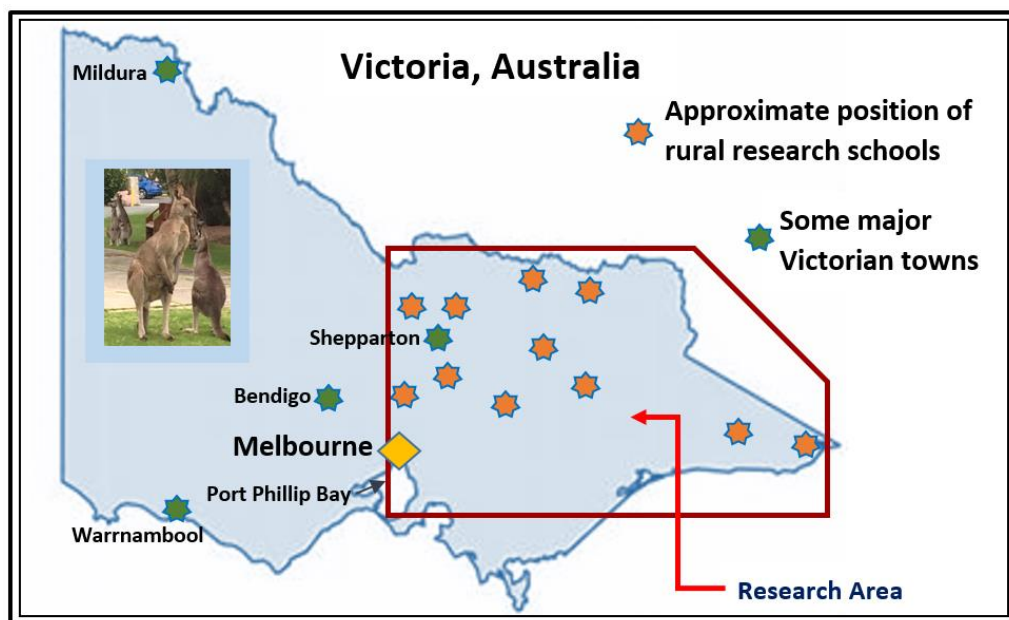 Victoria, Australia
Mildura
Approximate position of
rural research schools
Some major
Victorian towns
Shepparton
Bendigo
Melbourne
Port Phillip Bay
Warrnambool
Research Area